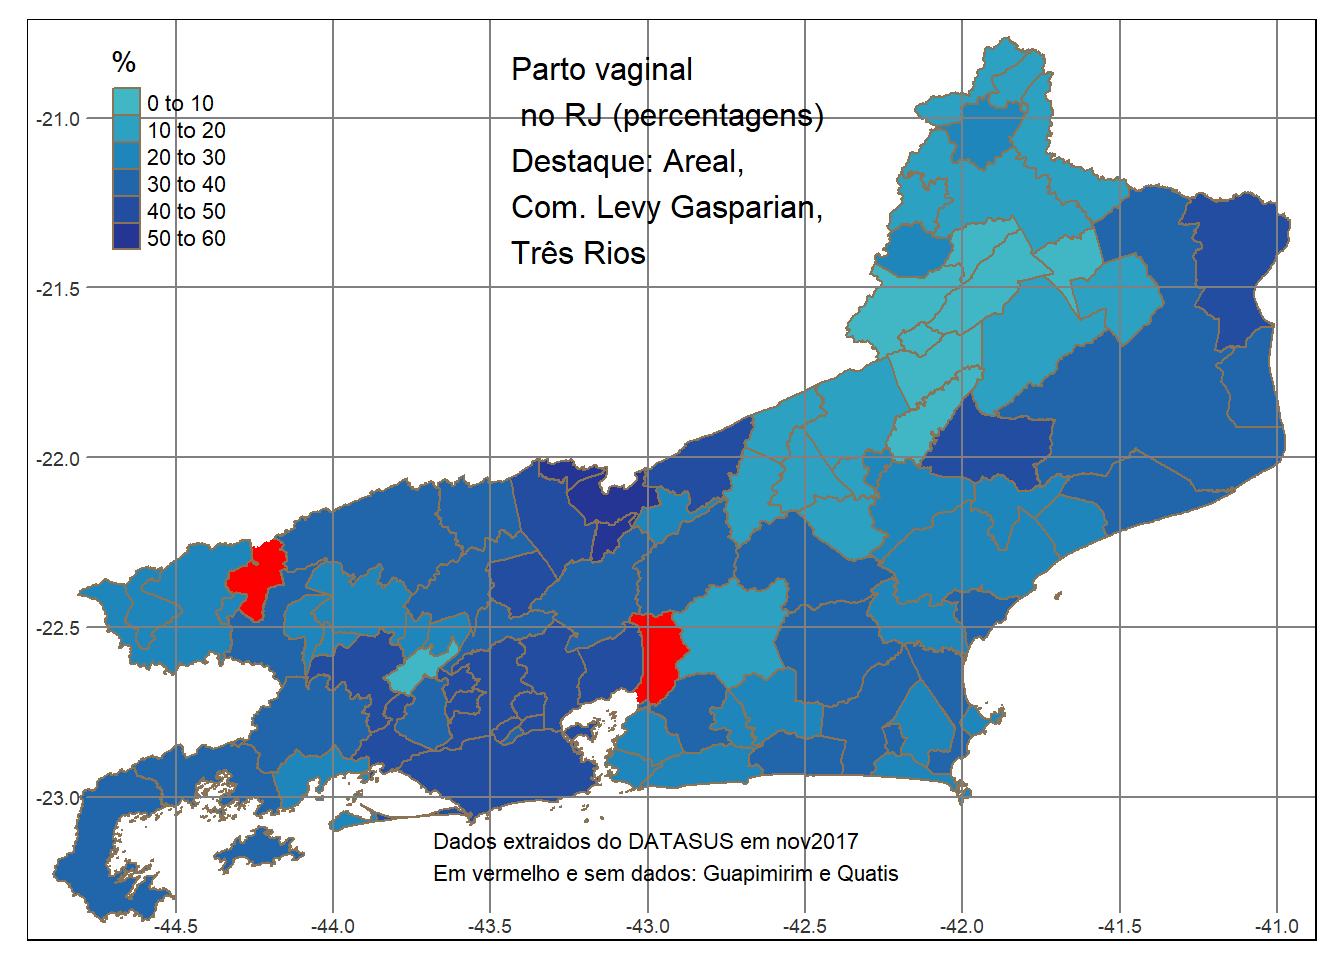 %
0 to 10
10 to 20
20 to 30
30 to 40
40 to 50
50 to 60
Parto vaginal
no RJ (percentagens)
Destaque: Areal,
Com. Levy Gasparian,
Três Rios
-21.0
-21.5
-22.0
-22.5
-23.0
Dados extraidos do DATASUS em nov2017
Em vermelho e sem dados: Guapimirim e Quatis
-44.5 -44.0 -43.5 -43.0 -42.5 -42.0 -41.5 -41.0